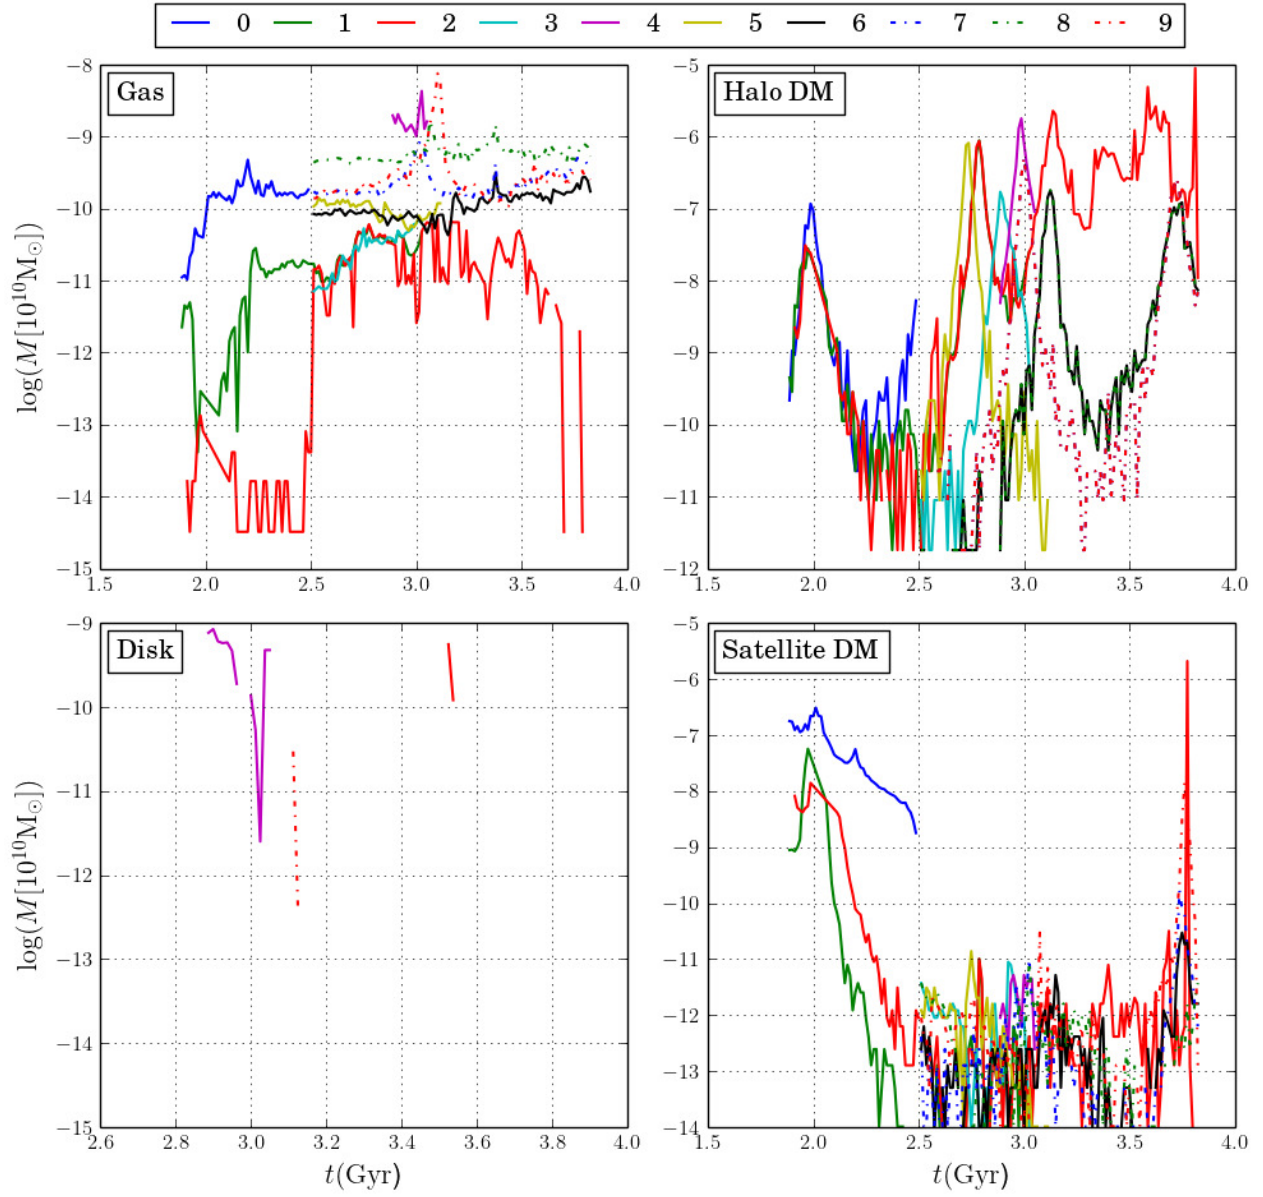 0 1 2 3 4 5 6 7 8 9
Gas
log(M[10¹⁰M⊙])
−8
−9
−10
−11
−12
−13
−14
−15
1.5 2.0 2.5 3.0 3.5 4.0
Halo DM
−5
−6
−7
−8
−9
−10
−11
−12
1.5 2.0 2.5 3.0 3.5 4.0
Disk
log(M[10¹⁰M⊙])
−9
−10
−11
−12
−13
−14
−15
2.6 2.8 3.0 3.2 3.4 3.6 3.8 4.0
t(Gyr)
Satellite DM
−5
−6
−7
−8
−9
−10
−11
−12
−13
−14
1.5 2.0 2.5 3.0 3.5 4.0
t(Gyr)